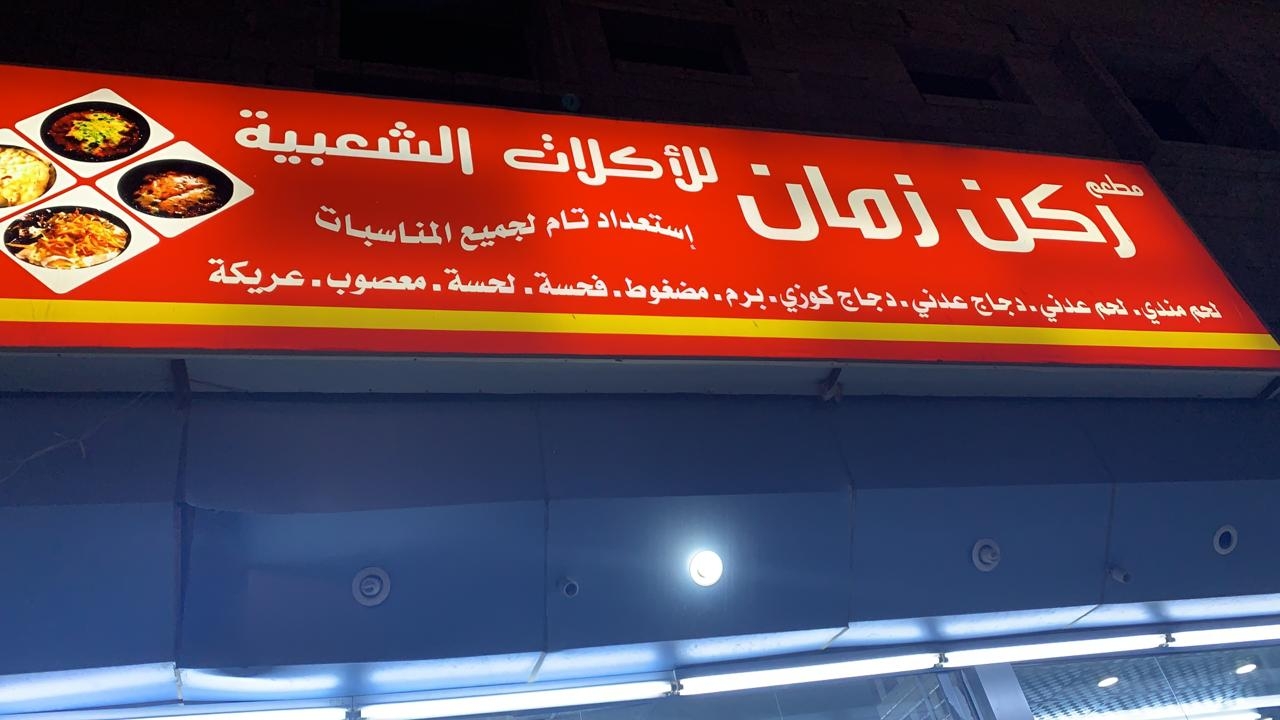 مطعم
ركن زمان للأكلات الشعبية
إستعداد تام لجميع المناسبات
لحم مندي . لحم عدني . دجاج عدني . دجاج كوزي . برم . مضغوط . فحسة . لحسة . معصوب . عريكة